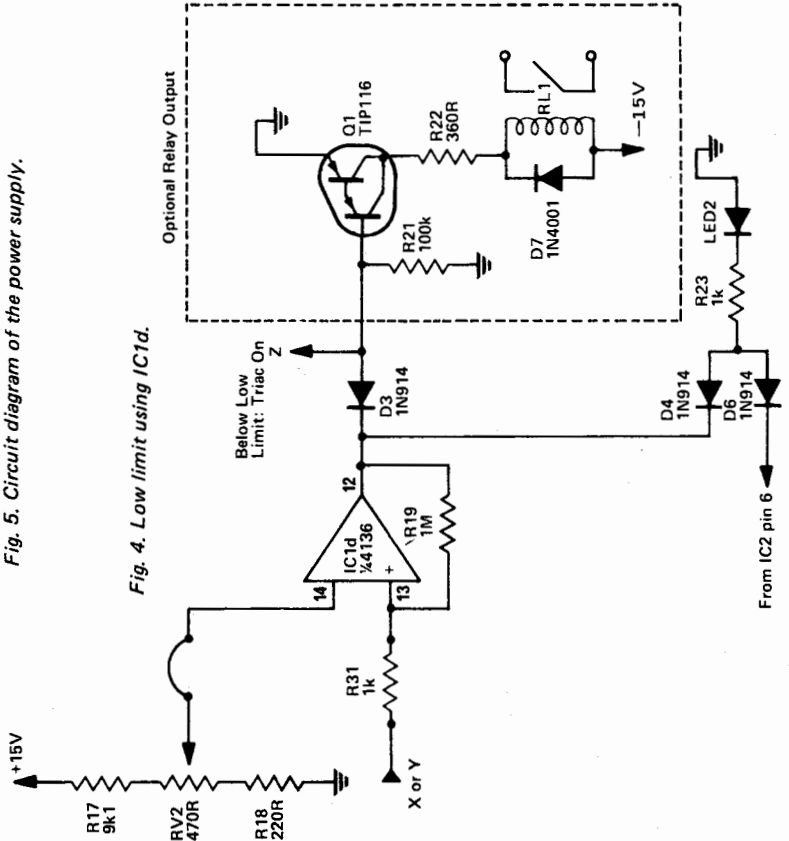 Fig. 5. Circuit diagram of the power supply.
Fig. 4. Low limit using IC1d.
+15V
R17
9k1
RV2
470R
R18
220R
X or Y
R31
1k
14
13
+
IC1d
¼4136
12
R19
1M
Below Low
Limit: Triac On
Z
D3
1N914
Optional Relay Output
Q1
TIP116
R21
100k
R22
360R
D7
1N4001
RL1
—15V
D4
1N914
D6
1N914
R23
1k
LED2
From IC2 pin 6